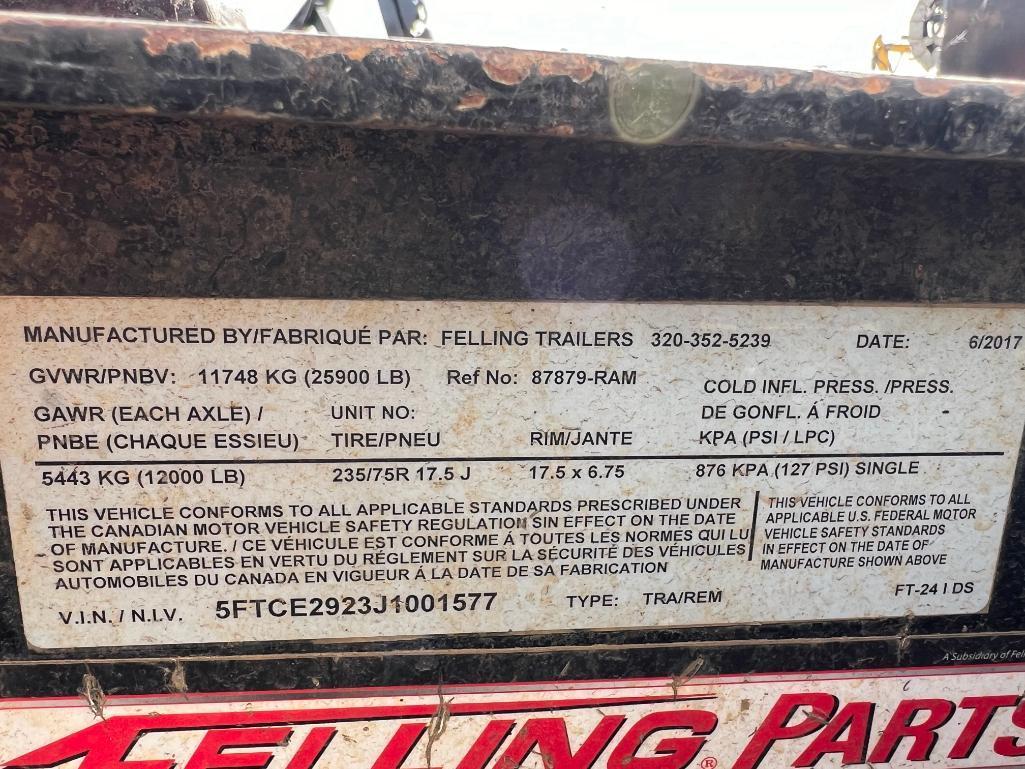 MANUFACTURED BY/FABRIQUÉ PAR: FELLING TRAILERS 320-352-5239 DATE: 6/2017
GVWR/PNBV: 11748 KG (25900 LB) Ref No: 87879-RAM
COLD INFL. PRESS. /PRESS.
GAWR (EACH AXLE) / UNIT NO: DE GONFL. Á FROID
PNBE (CHAQUE ESSIEU) TIRE/PNEU RIM/JANTE KPA (PSI / LPC)
5443 KG (12000 LB) 235/75R 17.5 J 17.5 x 6.75 876 KPA (127 PSI) SINGLE
THIS VEHICLE CONFORMS TO ALL APPLICABLE STANDARDS PRESCRIBED UNDER
THE CANADIAN MOTOR VEHICLE SAFETY REGULATION SIN EFFECT ON THE DATE
OF MANUFACTURE. / CE VÉHICULE EST CONFORME Á TOUTES LES NORMES QUI LU
SONT APPLICABLES EN VERTU DU RÉGLEMENT SUR LA SÉCURITÉ DES VÉHICULES
AUTOMOBILES DU CANADA EN VIGUEUR Á LA DATE DE SA FABRICATION
THIS VEHICLE CONFORMS TO ALL
APPLICABLE U.S. FEDERAL MOTOR
VEHICLE SAFETY STANDARDS
IN EFFECT ON THE DATE OF
MANUFACTURE SHOWN ABOVE
V.I.N. / N.I.V. 5FTCE2923J1001577 TYPE: TRA/REM FT-24 I DS
A Subsidiary of Fel
FELLING® PARTS